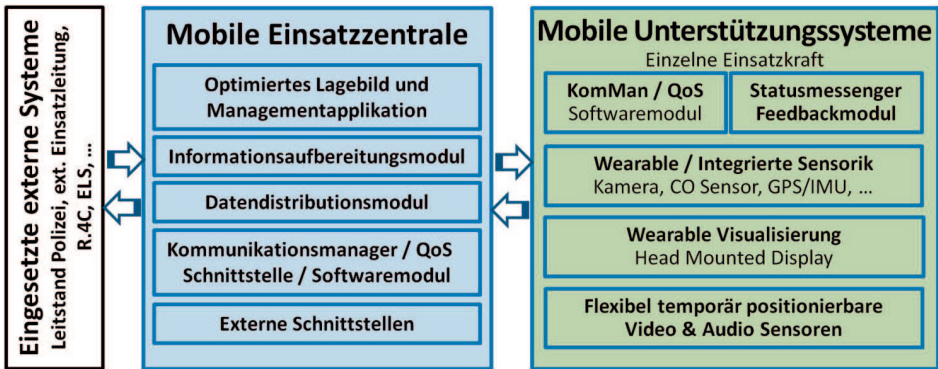 Eingesetzte externe Systeme
Leitstand Polizei, ext. Einsatzleitung,
R.4C, ELS, ...
Mobile Einsatzzentrale
Optimiertes Lagebild und
Managementapplikation
Informationsaufbereitungsmodul
Datendistributionsmodul
Kommunikationsmanager / QoS
Schnittstelle / Softwaremodul
Externe Schnittstellen
Mobile Unterstützungssysteme
Einzelne Einsatzkraft
KomMan / QoS
Softwaremodul
Statusmessenger
Feedbackmodul
Wearable / Integrierte Sensorik
Kamera, CO Sensor, GPS/IMU, ...
Wearable Visualisierung
Head Mounted Display
Flexibel temporär positionierbare
Video & Audio Sensoren